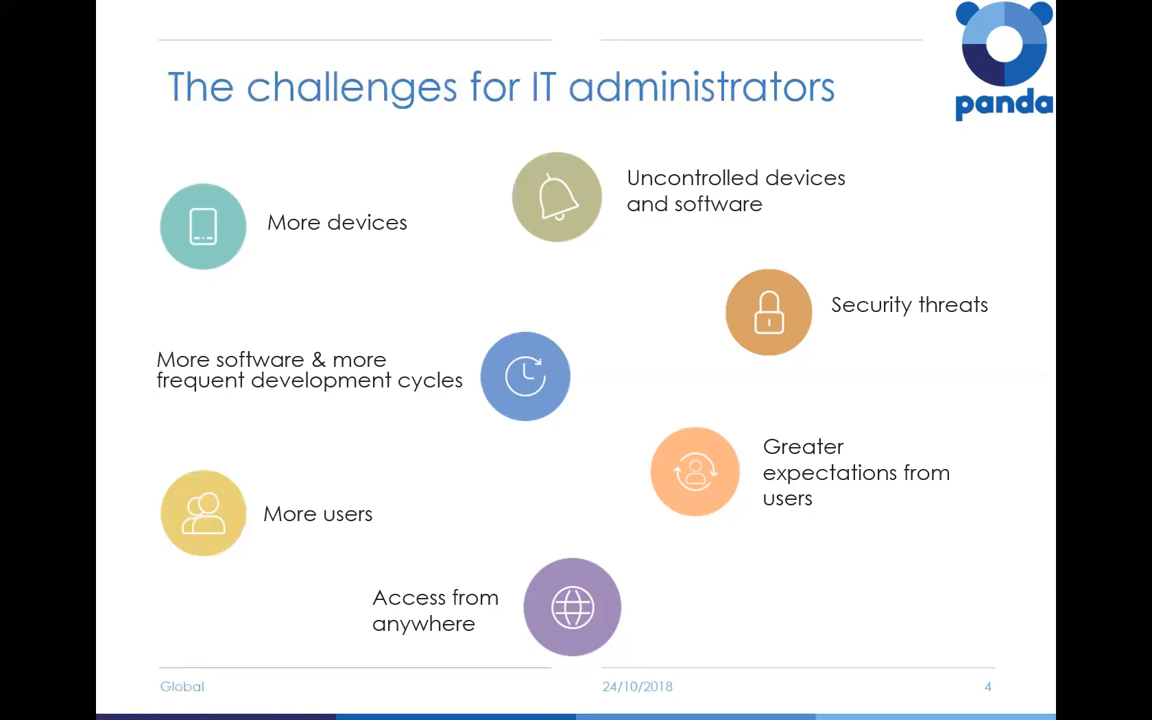 panda
The challenges for IT administrators
More devices
Uncontrolled devices
and software
Security threats
More software & more
frequent development cycles
Greater
expectations from
users
More users
Access from
anywhere
Global
24/10/2018
4